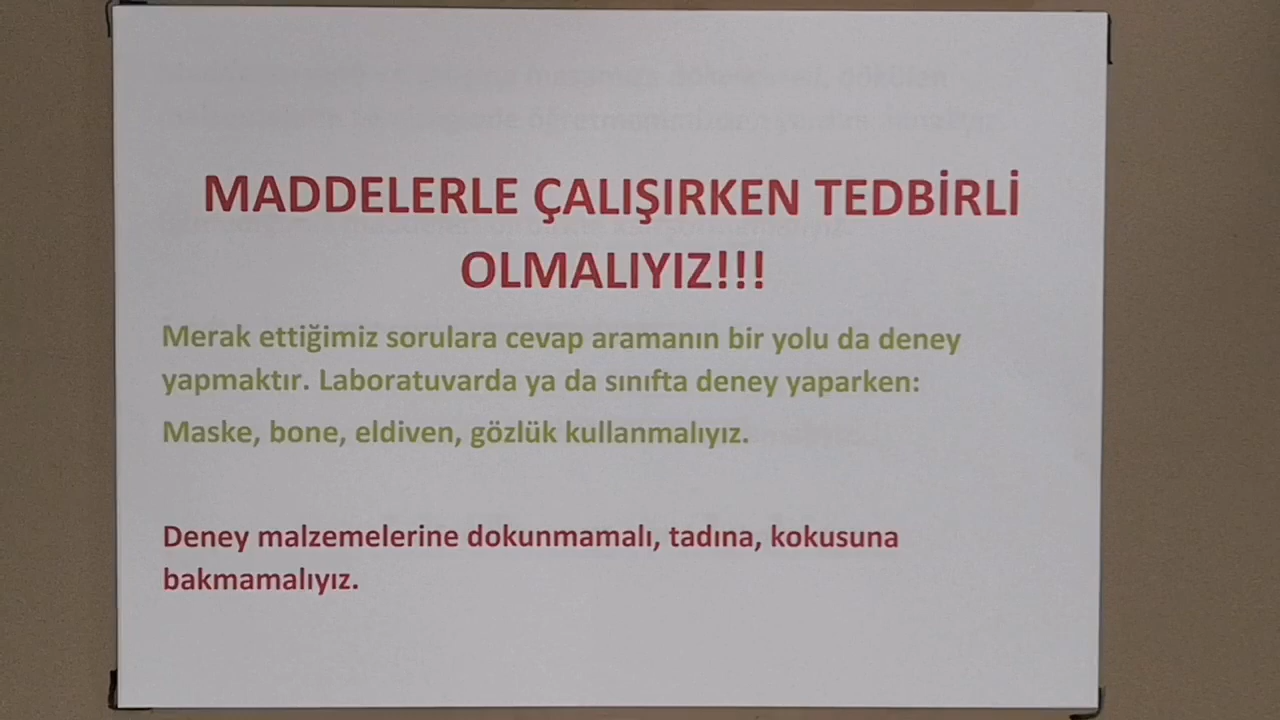 MADDELERLE ÇALIŞIRKEN TEDBİRLİ
OLMALIYIZ!!!
Merak ettiğimiz sorulara cevap aramanın bir yolu da deney
yapmaktır. Laboratuvarda ya da sınıfta deney yaparken:
Maske, bone, eldiven, gözlük kullanmalıyız.
Deney malzemelerine dokunmamalı, tadına, kokusuna
bakmamalıyız.